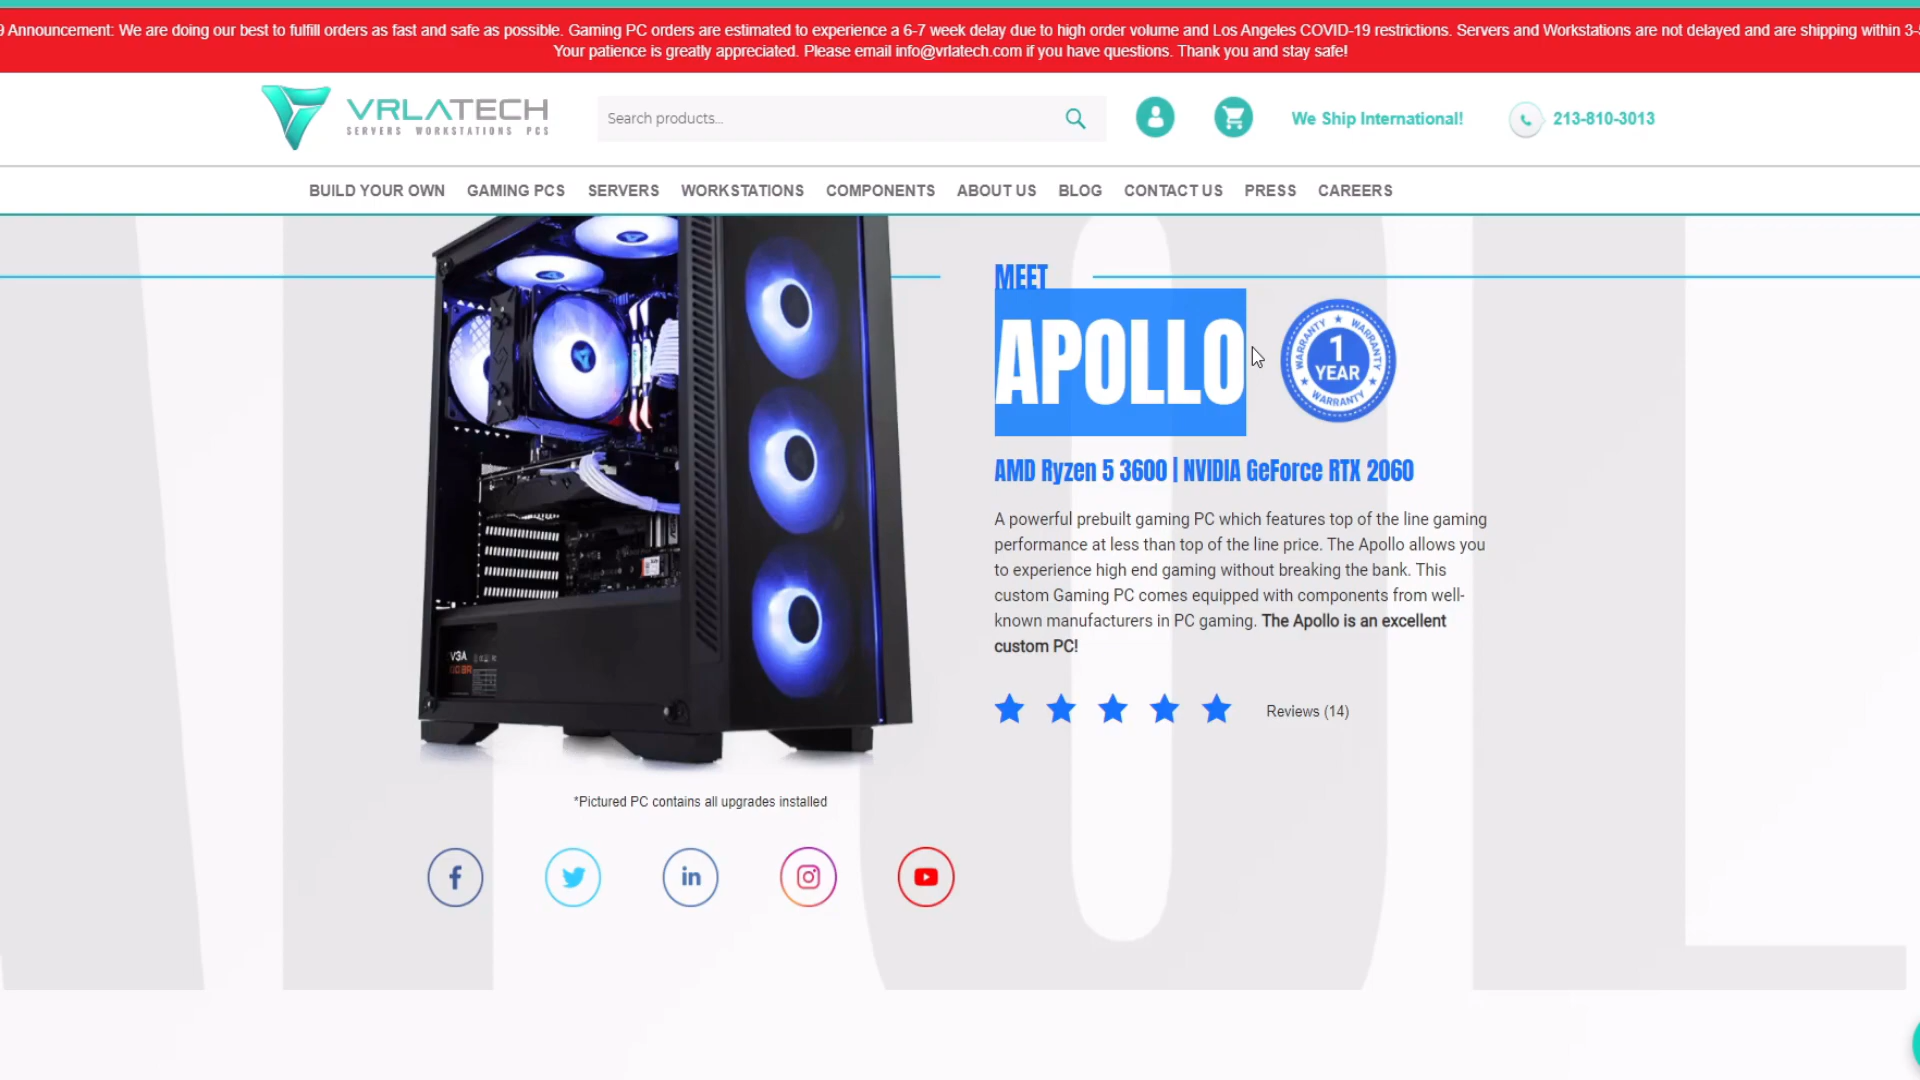 9 Announcement: We are doing our best to fulfill orders as fast and safe as possible. Gaming PC orders are estimated to experience a 6-7 week delay due to high order volume and Los Angeles COVID-19 restrictions. Servers and Workstations are not delayed and are shipping within 3-
Your patience is greatly appreciated. Please email info@vrlatech.com if you have questions. Thank you and stay safe!
VRLATECH
SERVERS WORKSTATIONS PCS
Search products...
We Ship International!
213-810-3013
BUILD YOUR OWN GAMING PCS SERVERS WORKSTATIONS COMPONENTS ABOUT US BLOG CONTACT US PRESS CAREERS
MEET
APOLLO
WARRANTY WARRANTY
1
YEAR
WARRANTY
AMD Ryzen 5 3600 | NVIDIA GeForce RTX 2060
A powerful prebuilt gaming PC which features top of the line gaming
performance at less than top of the line price. The Apollo allows you
to experience high end gaming without breaking the bank. This
custom Gaming PC comes equipped with components from well-
known manufacturers in PC gaming. The Apollo is an excellent
custom PC!
Reviews (14)
*Pictured PC contains all upgrades installed
f
in